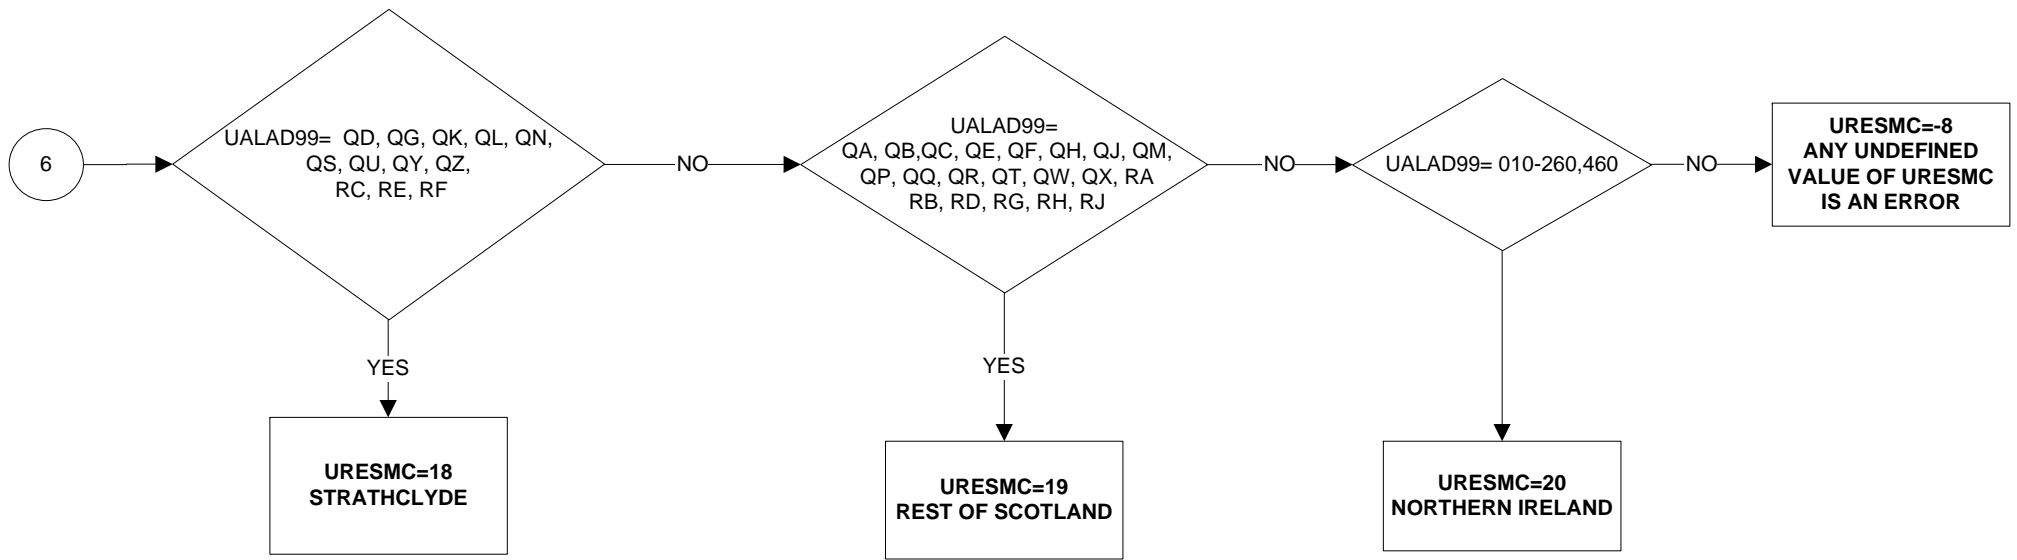 6
UALAD99=  QD, QG, QK, QL, QN,
QS, QU, QY, QZ,
RC, RE, RF
NO
UALAD99=
QA, QB,QC, QE, QF, QH, QJ, QM,
QP, QQ, QR, QT, QW, QX, RA
RB, RD, RG, RH, RJ
NO
UALAD99= 010-260,460
NO
URESMC=-8
ANY UNDEFINED
VALUE OF URESMC
IS AN ERROR
YES
YES
URESMC=18
STRATHCLYDE
URESMC=19
REST OF SCOTLAND
URESMC=20
NORTHERN IRELAND